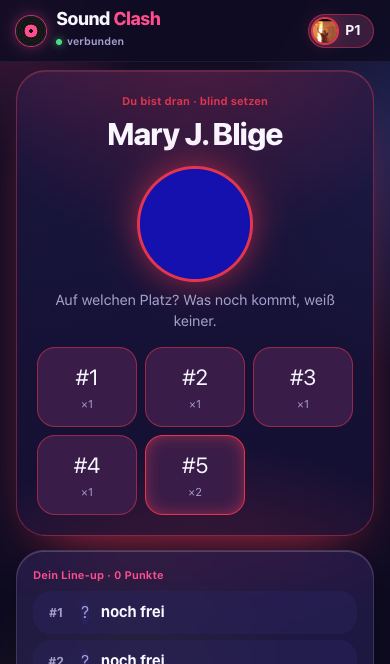 Sound Clash
verbunden
P1
Du bist dran · blind setzen
Mary J. Blige
Auf welchen Platz? Was noch kommt, weiß
keiner.
#1 #2 #3
×1 ×1 ×1
#4 #5
×1 ×2
Dein Line-up · 0 Punkte
#1 ? noch frei
#2 ? noch frei